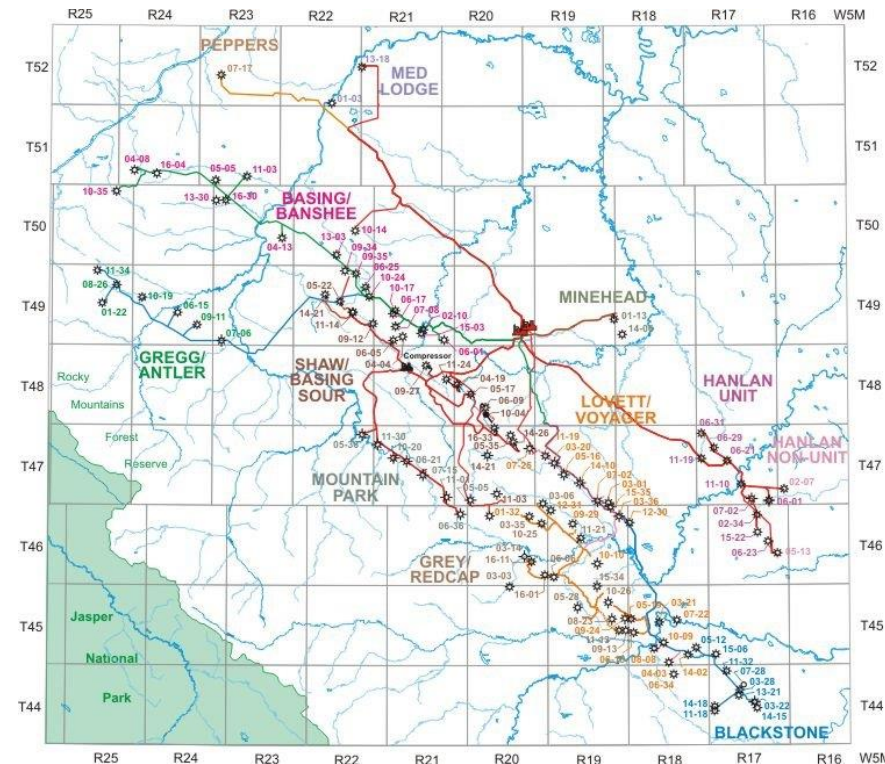 R25 R24 R23 R22 R21 R20 R19 R18 R17 R16 W5M
PEPPERS
07-17
T52 T52
13-18
MED
LODGE
01-03
T51 T51
04-08 16-04 05-05 11-03
10-35 13-30 16-30
BASING/
BANSHEE
T50 T50
10-14
04-13 13-03 09-34
09-35
06-25
11-34
08-26
10-24
10-17
05-22
T49 T49
01-22 10-19 06-15 09-11 07-06
14-21
11-14
06-17
07-08 02-10
15-03
MINEHEAD
01-13
GREGG/
ANTLER
09-12
06-05
04-04
06-01
Compressor
11-24
SHAW/
BASING
SOUR
09-27
04-19
05-17
06-09
10-04
T48 T48
Rocky
Mountains
Forest
Reserve
LOVETT/
VOYAGER
HANLAN
UNIT
06-31
06-29
06-21
HANLAN
NON-UNIT
16-33
05-35
14-26
11-19
03-20
05-16
14-10
05-36 11-30
10-20
06-21
07-15
14-21
07-25
11-19
T47 T47
MOUNTAIN
PARK
11-01
05-05
11-03
07-02
03-01
15-35
03-36
12-30
11-10
02-07
06-01
07-02
02-34
15-22
06-23
05-13
06-36
01-32
03-35
10-25
03-06
12-31
09-29
11-21
T46 T46
GREY/
REDCAP
03-14
16-11
03-03
16-01
06-06
10-10
15-34
10-26
05-28
08-23
09-24
09-13
03-21
07-22
T45 T45
Jasper
National
Park
10-09
05-12
15-06
11-32
07-28
03-28
13-21
03-22
14-15
08-08
04-03
06-34
14-02
14-18
11-18
T44 T44
BLACKSTONE
R25 R24 R23 R22 R21 R20 R19 R18 R17 R16 W5M